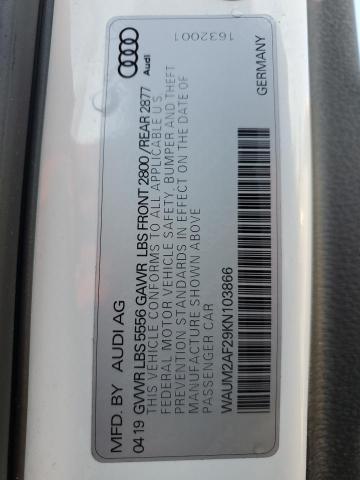 MFD. BY AUDI AG
0419 GVWR LBS 5556 GAWR LBS FRONT 2800 / REAR 2877
THIS VEHICLE CONFORMS TO ALL APPLICABLE U.S.
FEDERAL MOTOR VEHICLE SAFETY, BUMPER AND THEFT
PREVENTION STANDARDS IN EFFECT ON THE DATE OF
MANUFACTURE SHOWN ABOVE
PASSENGER CAR
WAUM2AF29KN103866
Audi
1632001
GERMANY